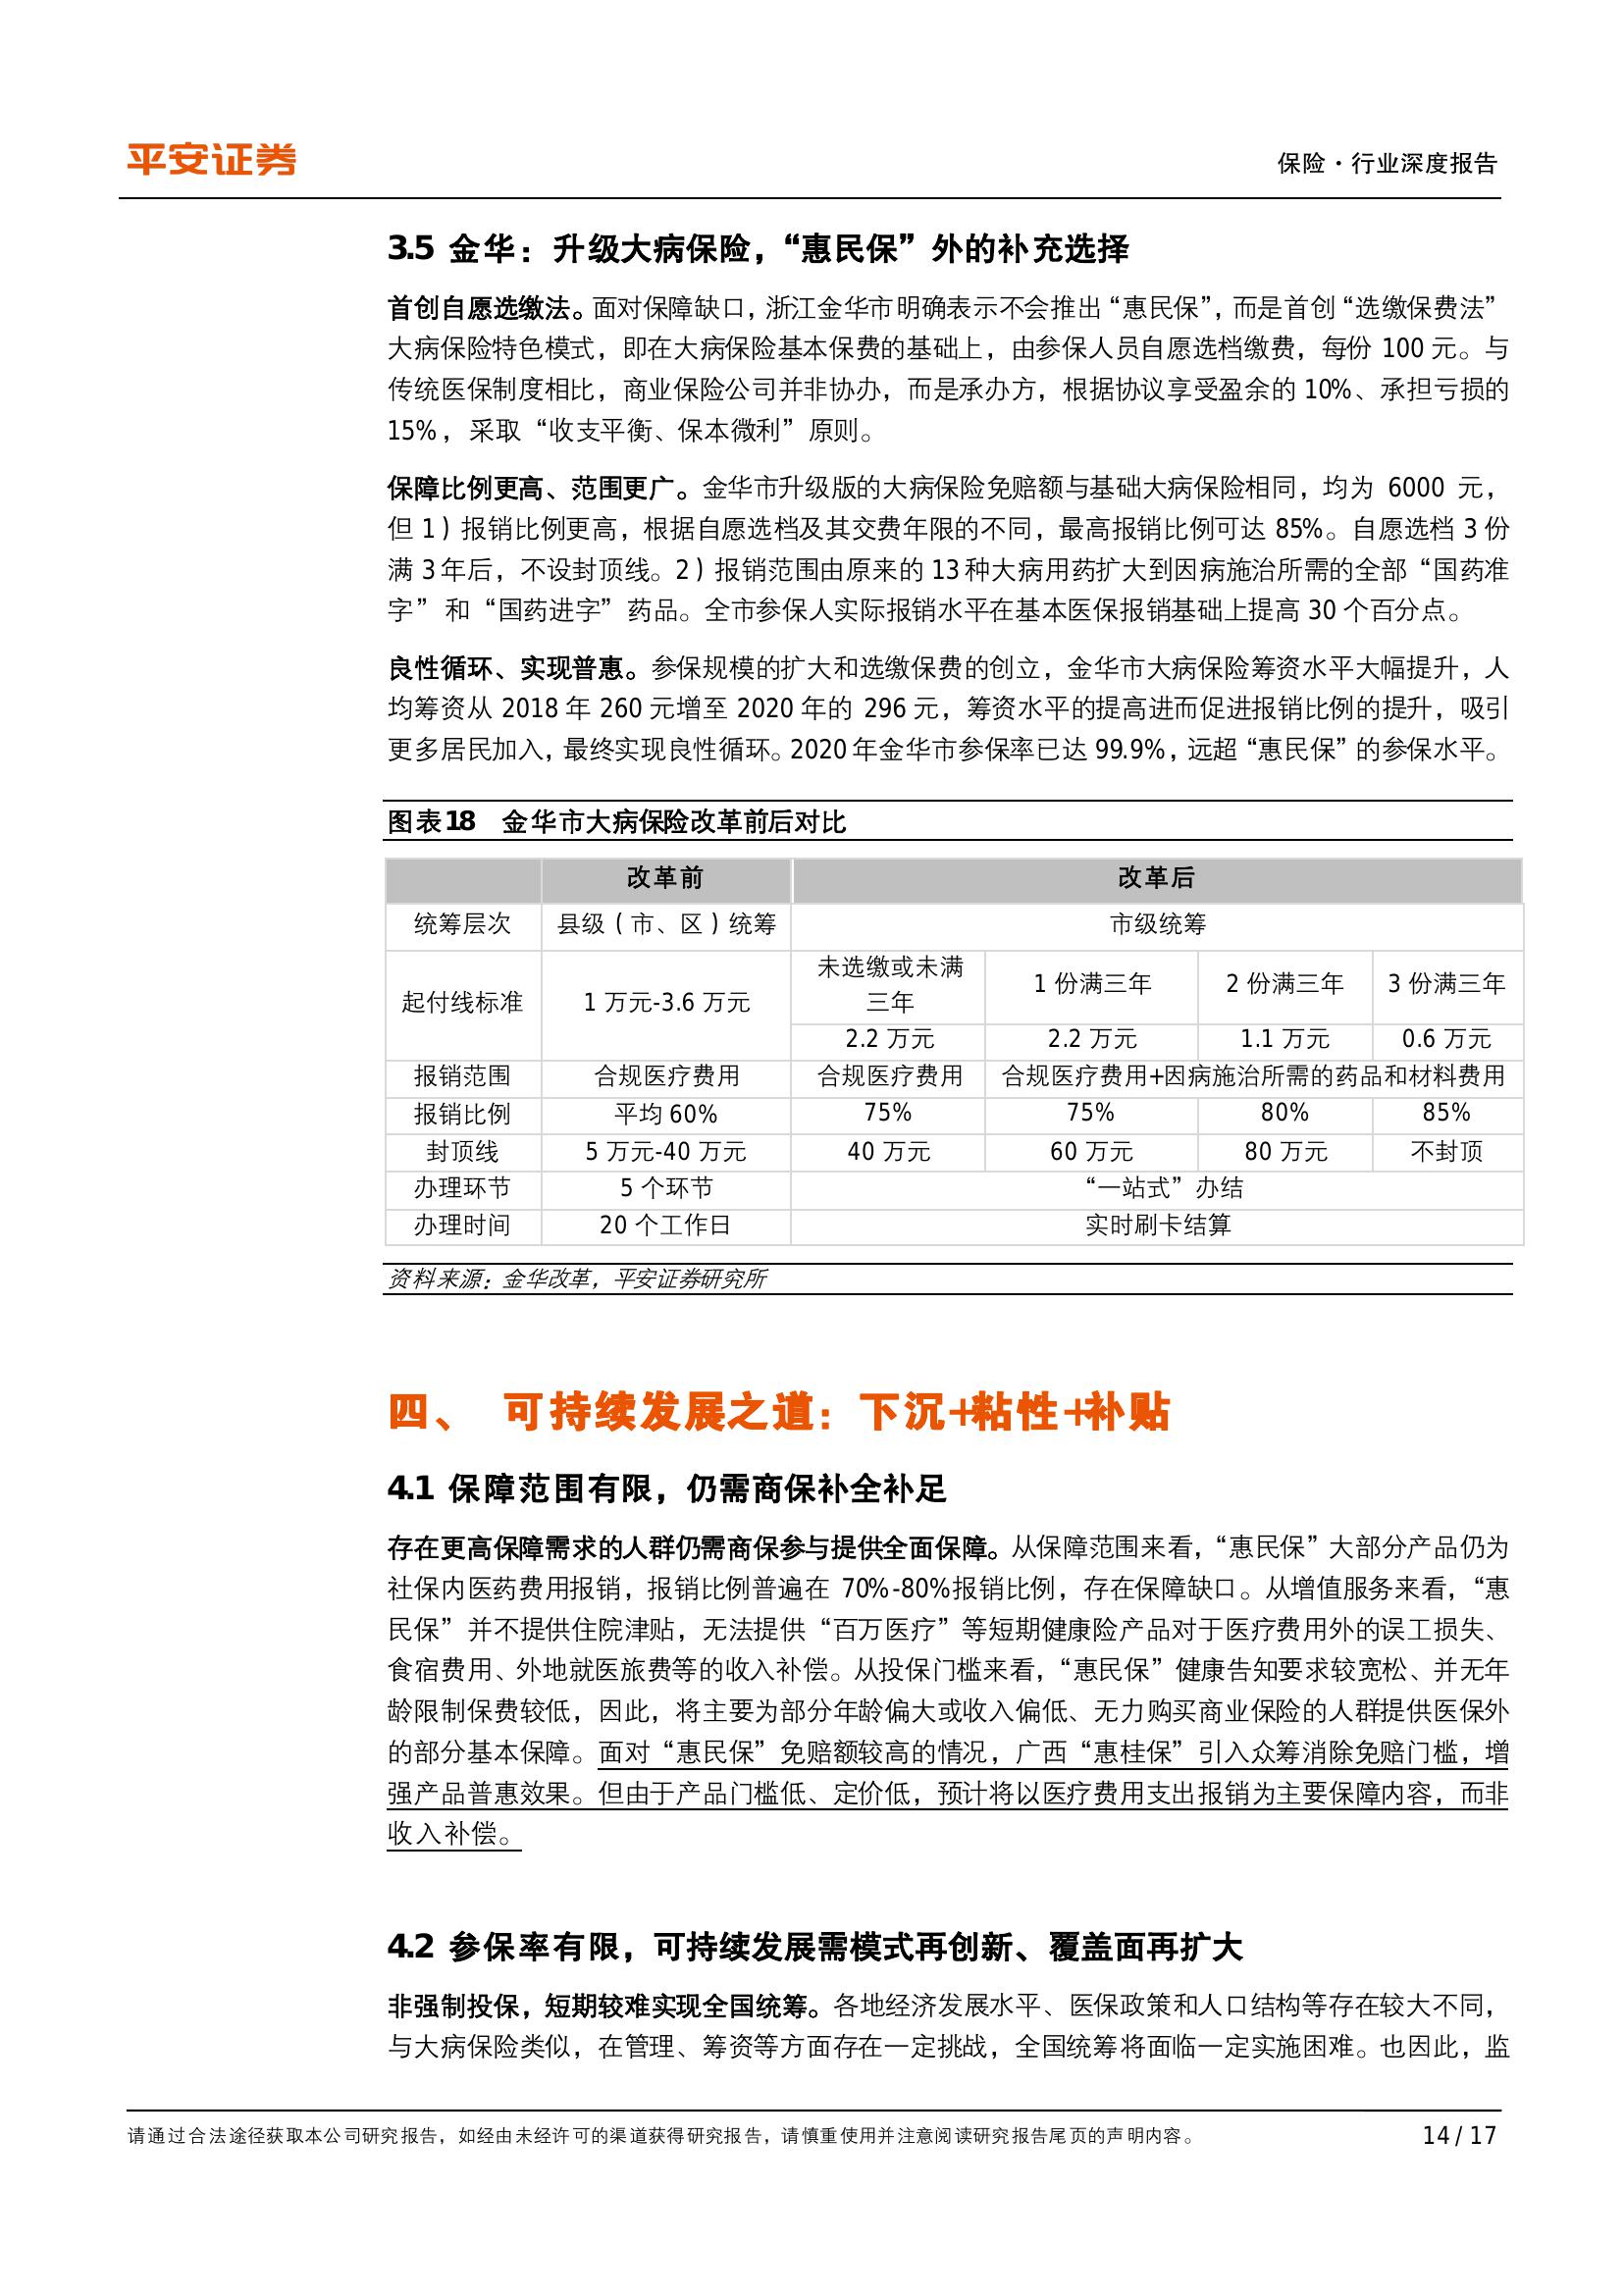 平安证券
保险·行业深度报告
3.5 金华：升级大病保险，“惠民保”外的补充选择
首创自愿选缴法。面对保障缺口，浙江金华市明确表示不会推出“惠民保”，而是首创“选缴保费法”
大病保险特色模式，即在大病保险基本保费的基础上，由参保人员自愿选档缴费，每份 100 元。与
传统医保制度相比，商业保险公司并非协办，而是承办方，根据协议享受盈余的 10%、承担亏损的
15%，采取“收支平衡、保本微利”原则。
保障比例更高、范围更广。金华市升级版的大病保险免赔额与基础大病保险相同，均为 6000 元，
但 1）报销比例更高，根据自愿选档及其交费年限的不同，最高报销比例可达 85%。自愿选档 3 份
满 3 年后，不设封顶线。2）报销范围由原来的 13 种大病用药扩大到因病施治所需的全部“国药准
字”和“国药进字”药品。全市参保人实际报销水平在基本医保报销基础上提高 30 个百分点。
良性循环、实现普惠。参保规模的扩大和选缴保费的创立，金华市大病保险筹资水平大幅提升，人
均筹资从 2018 年 260 元增至 2020 年的 296 元，筹资水平的提高进而促进报销比例的提升，吸引
更多居民加入，最终实现良性循环。2020 年金华市参保率已达 99.9%，远超“惠民保”的参保水平。
图表18 金华市大病保险改革前后对比
改革前 改革后
统筹层次 县级（市、区）统筹 市级统筹
起付线标准 1 万元-3.6 万元 未选缴或未满三年 1 份满三年 2 份满三年 3 份满三年
2.2 万元 2.2 万元 1.1 万元 0.6 万元
报销范围 合规医疗费用 合规医疗费用 合规医疗费用+因病施治所需的药品和材料费用
报销比例 平均 60% 75% 75% 80% 85%
封顶线 5 万元-40 万元 40 万元 60 万元 80 万元 不封顶
办理环节 5 个环节 “一站式”办结
办理时间 20 个工作日 实时刷卡结算
资料来源：金华改革，平安证券研究所
四、 可持续发展之道：下沉+粘性+补贴
4.1 保障范围有限，仍需商保补全补足
存在更高保障需求的人群仍需商保参与提供全面保障。从保障范围来看，“惠民保”大部分产品仍为
社保内医药费用报销，报销比例普遍在 70%-80%报销比例，存在保障缺口。从增值服务来看，“惠
民保”并不提供住院津贴，无法提供“百万医疗”等短期健康险产品对于医疗费用外的误工损失、
食宿费用、外地就医旅费等的收入补偿。从投保门槛来看，“惠民保”健康告知要求较宽松、并无年
龄限制保费较低，因此，将主要为部分年龄偏大或收入偏低、无力购买商业保险的人群提供医保外
的部分基本保障。面对“惠民保”免赔额较高的情况，广西“惠桂保”引入众筹消除免赔门槛，增
强产品普惠效果。但由于产品门槛低、定价低，预计将以医疗费用支出报销为主要保障内容，而非
收入补偿。
4.2 参保率有限，可持续发展需模式再创新、覆盖面再扩大
非强制投保，短期较难实现全国统筹。各地经济发展水平、医保政策和人口结构等存在较大不同，
与大病保险类似，在管理、筹资等方面存在一定挑战，全国统筹将面临一定实施困难。也因此，监
请通过合法途径获取本公司研究报告，如经由未经许可的渠道获得研究报告，请慎重使用并注意阅读研究报告尾页的声明内容。
14 / 17